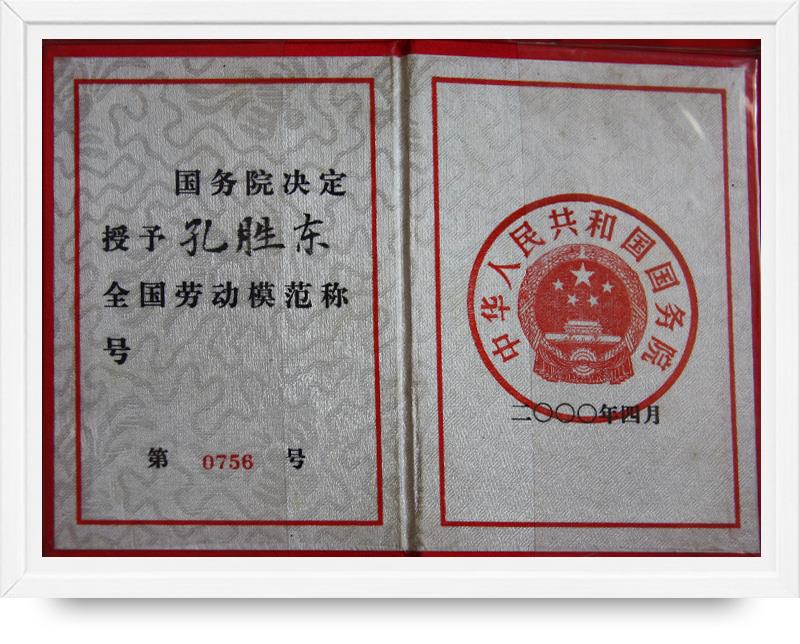 国务院决定
授予孔胜东
全国劳动模范称
号
第 0756 号
中华人民共和国国务院
二〇〇〇年四月